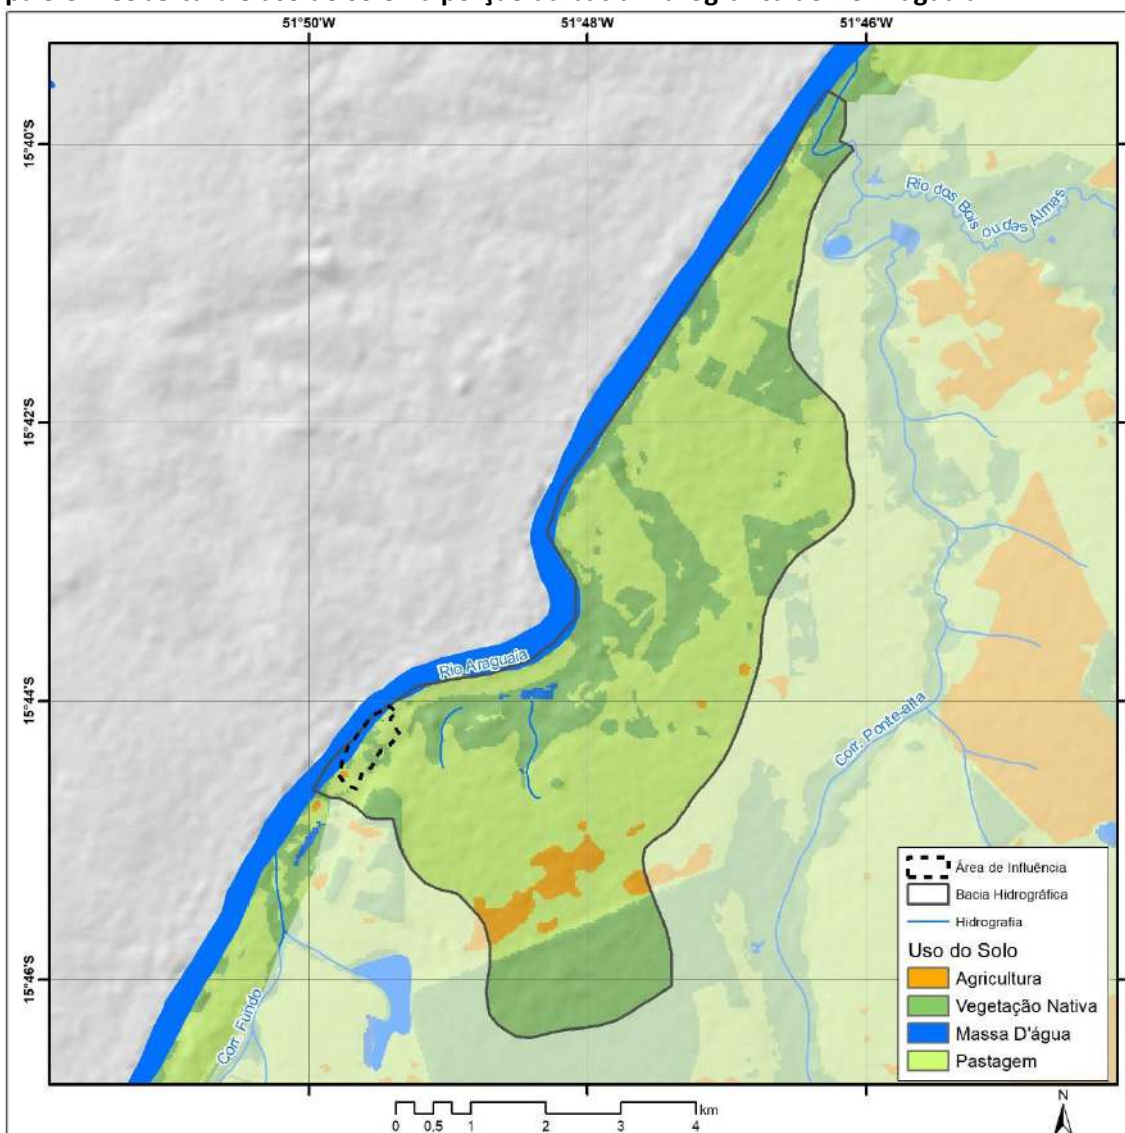 51°50'W
51°48'W
51°46'W
15°40'S
15°42'S
15°44'S
15°46'S
Rio dos Bois ou das Almas
Rio Araguaia
Corr. Ponte-alta
Corr. Fundo
Área de Influência
Bacia Hidrográfica
Hidrografia
Uso do Solo
Agricultura
Vegetação Nativa
Massa D'água
Pastagem
km
0 0,5 1 2 3 4
N